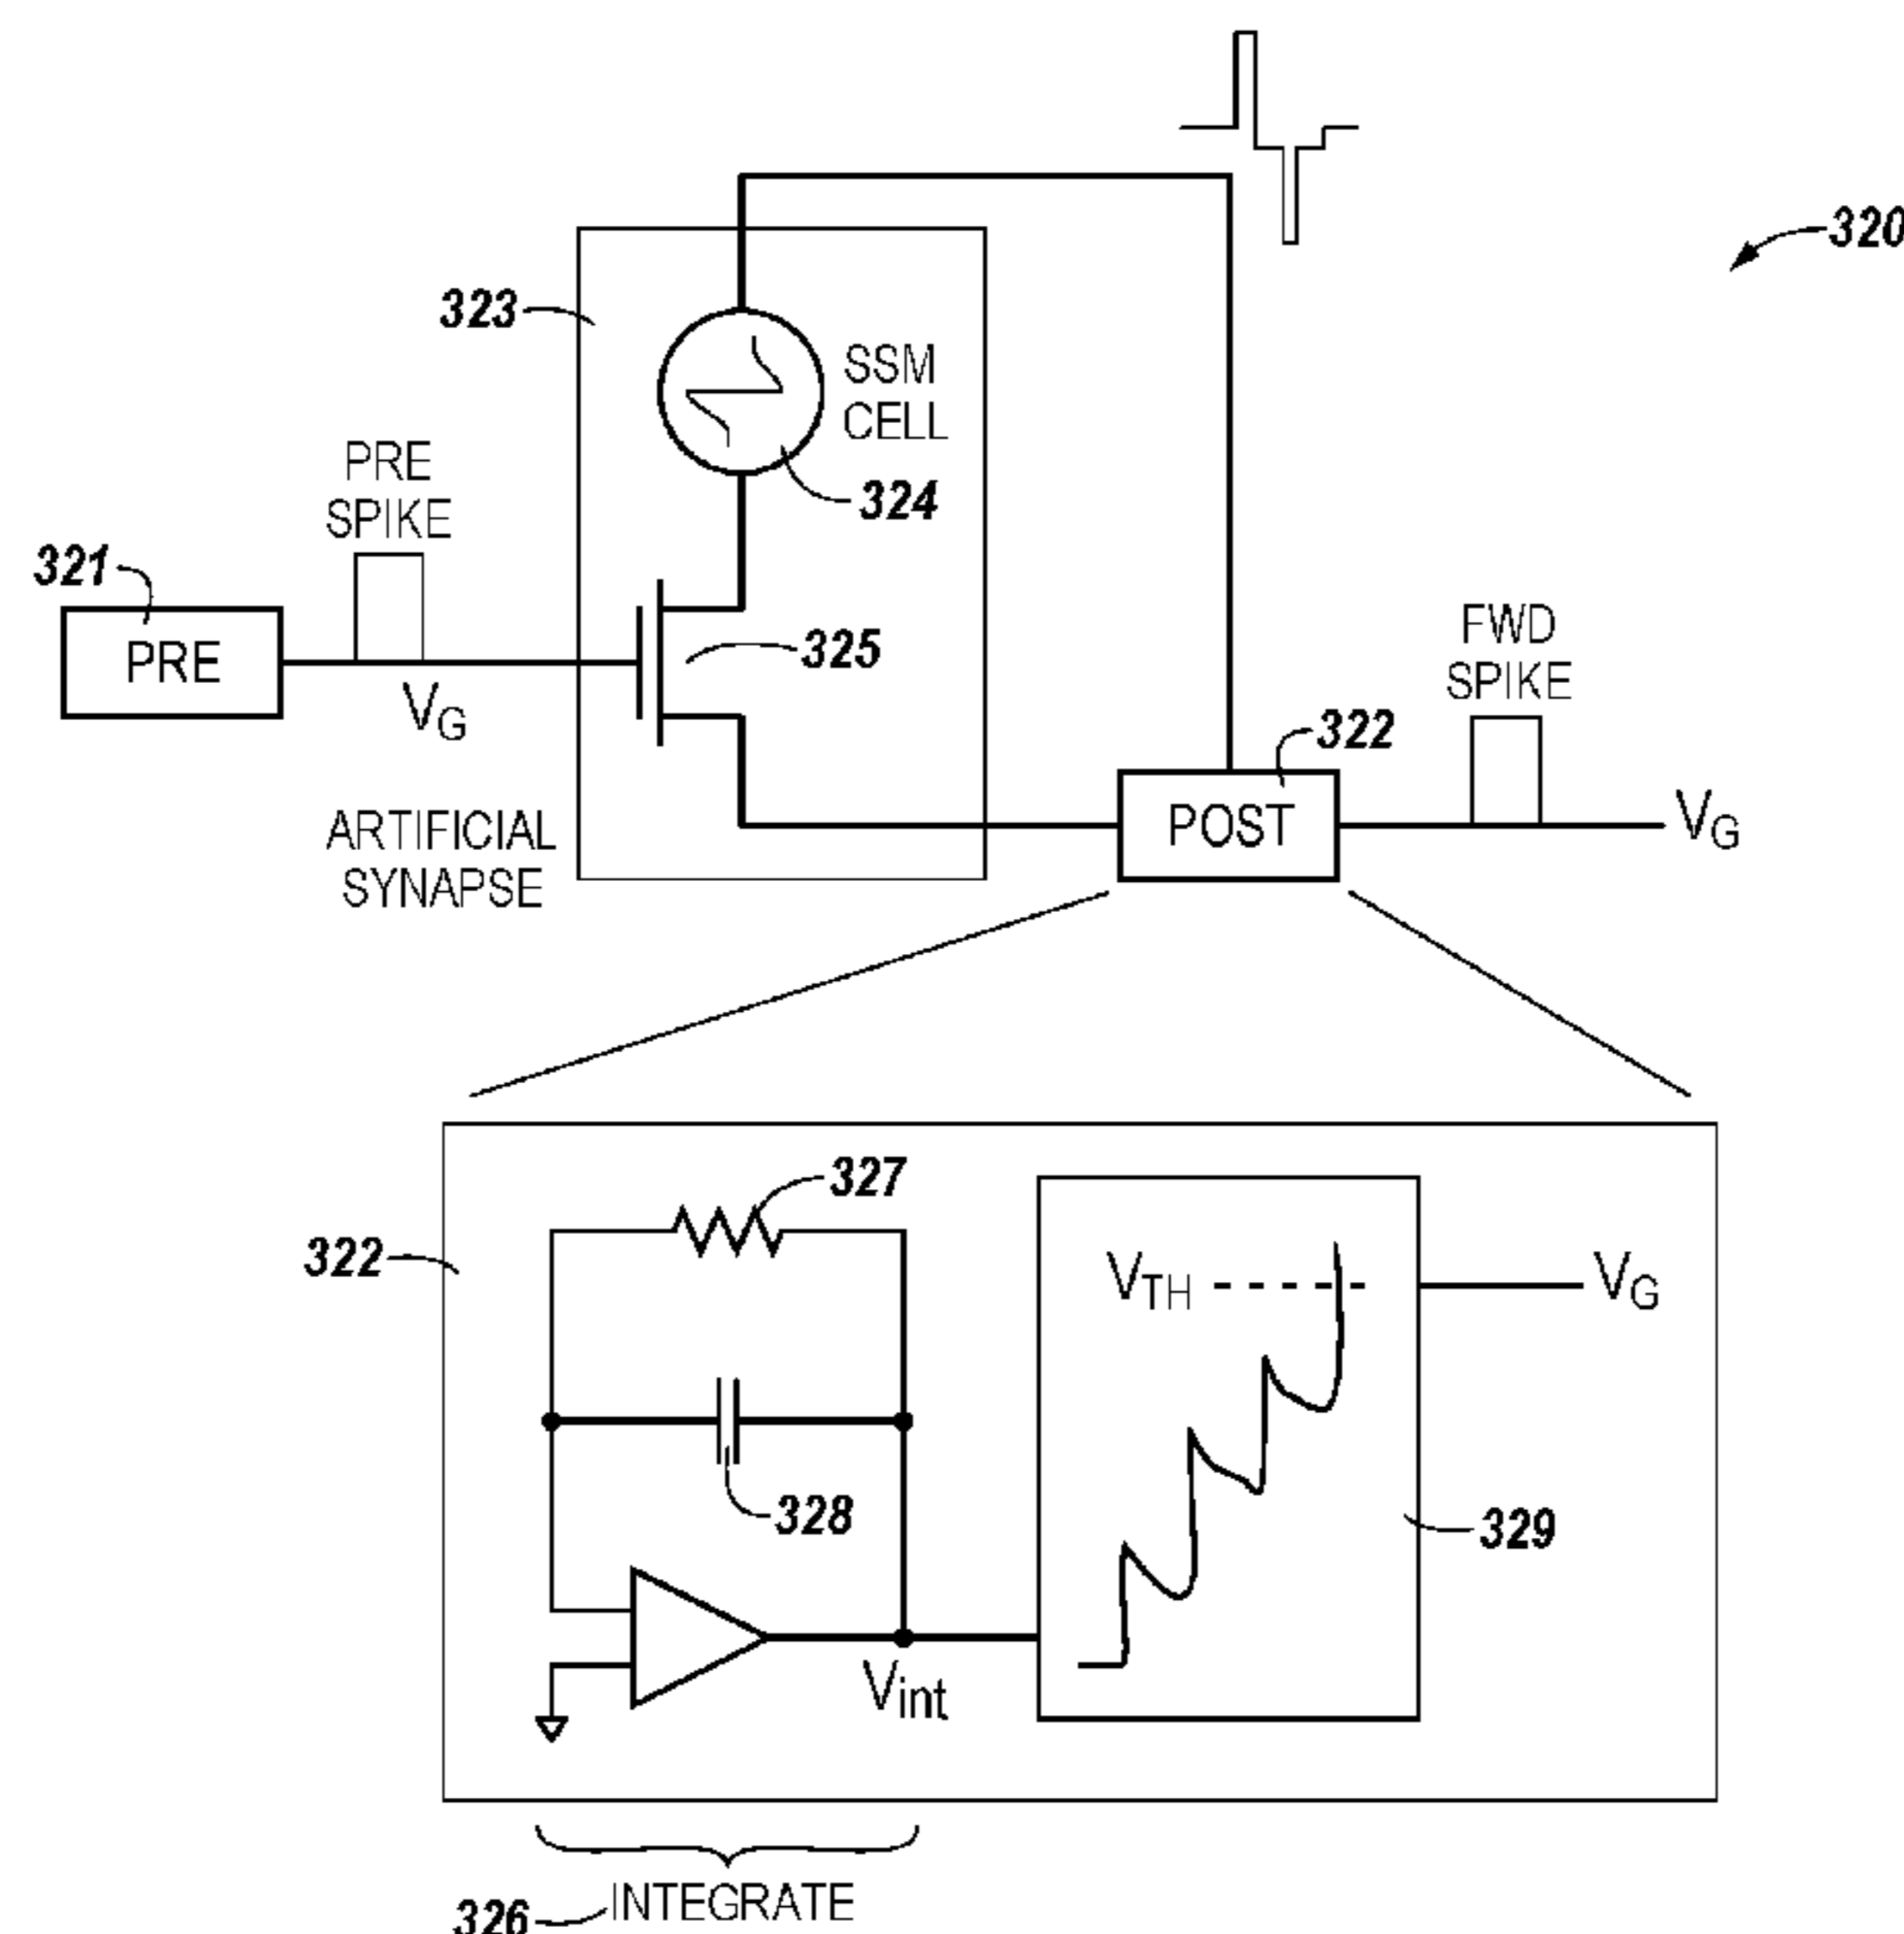 320
323
SSM
CELL
324
PRE
SPIKE
321
PRE
VG
325
FWD
SPIKE
322
POST
VG
ARTIFICIAL
SYNAPSE
327
322
VTH
VG
328
329
Vint
326
INTEGRATE